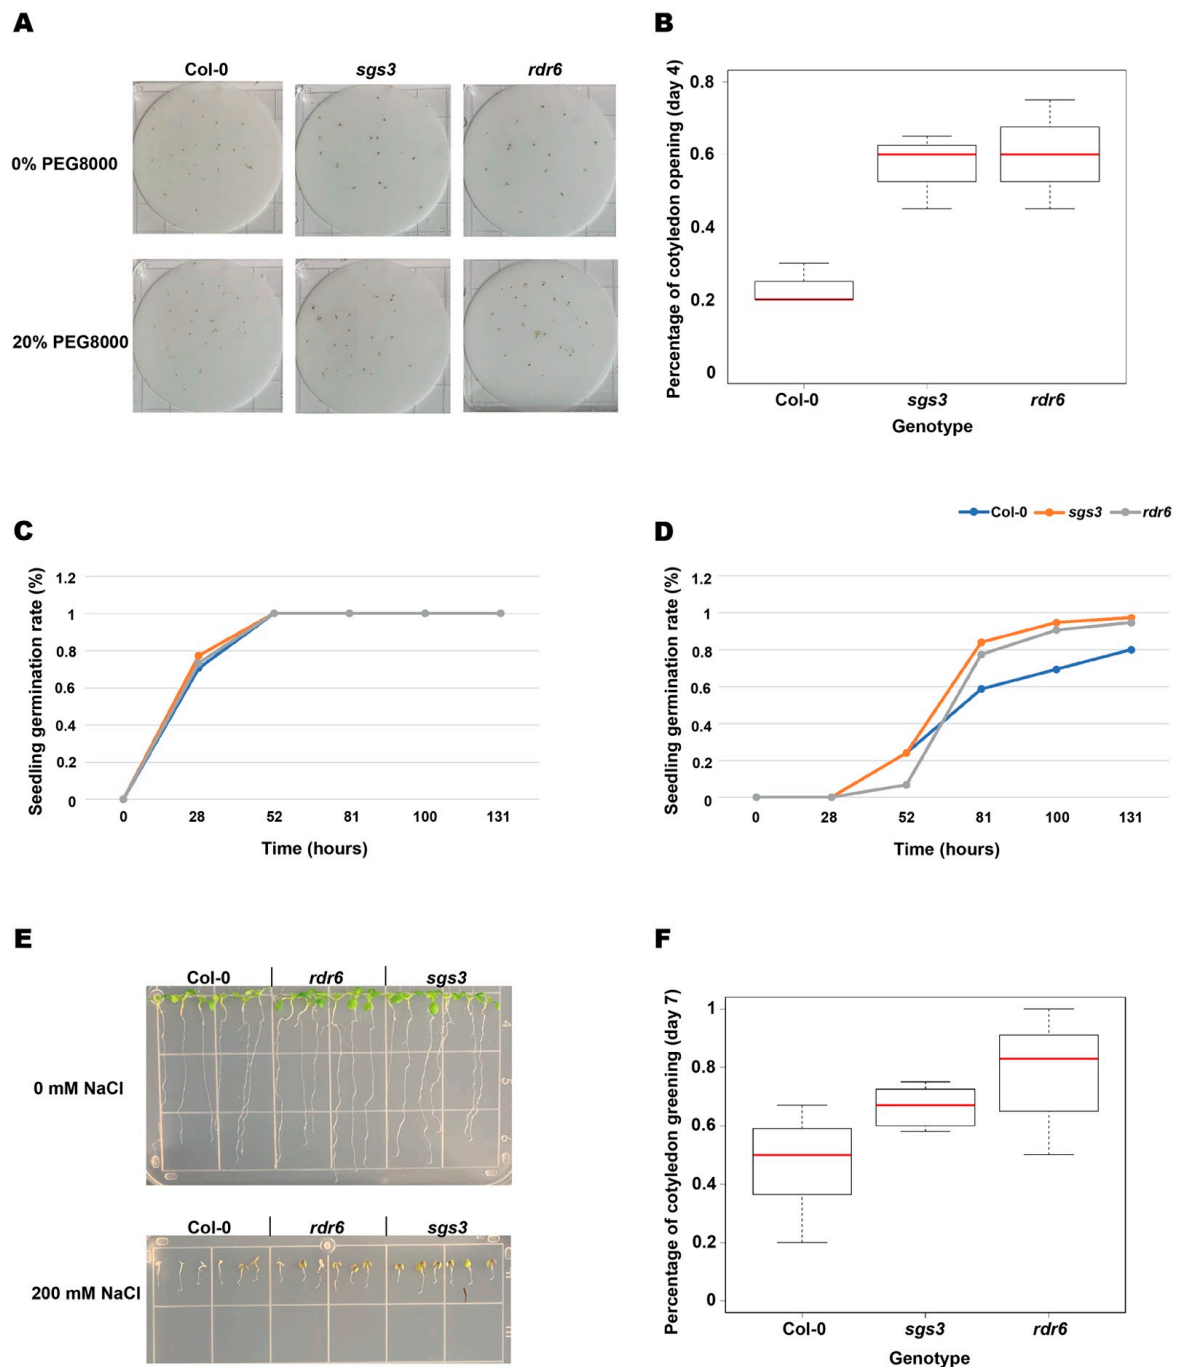 A
Col-0 sgs3 rdr6
0% PEG8000
20% PEG8000
B
Percentage of cotyledon opening (day 4)
0.8
0.6
0.4
0.2
0
Col-0 sgs3 rdr6
Genotype
C
Seedling germination rate (%)
1.2
1
0.8
0.6
0.4
0.2
0
0 28 52 81 100 131
Time (hours)
Col-0 sgs3 rdr6
D
Seedling germination rate (%)
1.2
1
0.8
0.6
0.4
0.2
0
0 28 52 81 100 131
Time (hours)
E
Col-0 | rdr6 | sgs3
0 mM NaCl
4
5
6
Col-0 | rdr6 | sgs3
200 mM NaCl
F
Percentage of cotyledon greening (day 7)
1
0.8
0.6
0.4
0.2
0
Col-0 sgs3 rdr6
Genotype